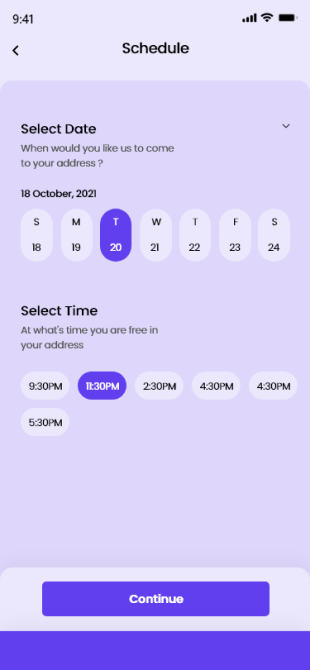 9:41
Schedule
Select Date
When would you like us to come
to your address ?
18 October, 2021
S M T W T F S
18 19 20 21 22 23 24
Select Time
At what's time you are free in
your address
9:30PM 11:30PM 2:30PM 4:30PM 4:30PM
5:30PM
Continue